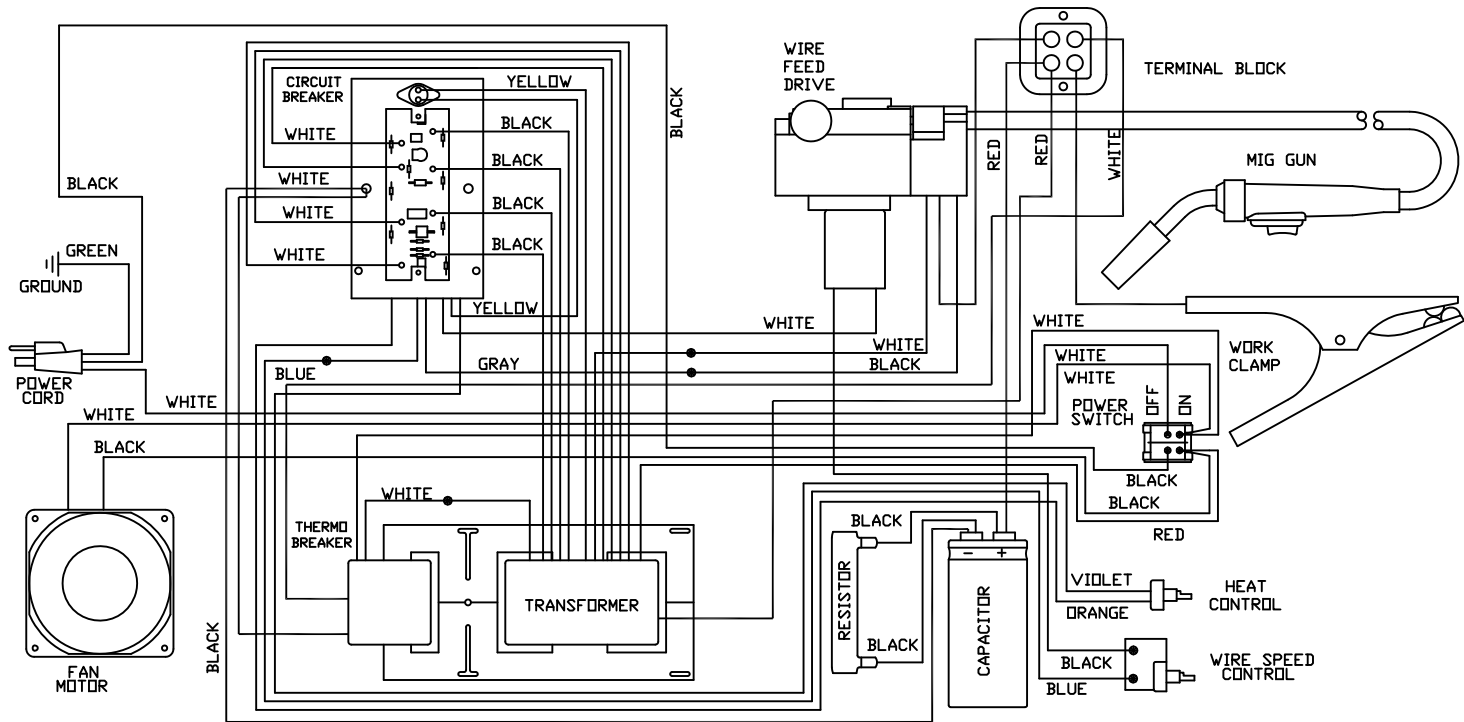 WIRE
FEED
DRIVE
TERMINAL BLOCK
CIRCUIT
BREAKER
YELLOW
BLACK
BLACK
WHITE
RED
RED
WHITE
MIG GUN
BLACK
WHITE
BLACK
BLACK
WHITE
BLACK
WHITE
BLACK
WHITE
GREEN
GROUND
YELLOW
WHITE
WHITE
WHITE
BLACK
WHITE
WHITE
WORK
CLAMP
BLUE
GRAY
POWER
CORD
WHITE
WHITE
POWER
SWITCH
OFF
ON
BLACK
BLACK
BLACK
RED
WHITE
THERMO
BREAKER
BLACK
RESISTOR
CAPACITOR
- +
TRANSFORMER
VIOLET
ORANGE
HEAT
CONTROL
BLACK
BLACK
BLACK
BLUE
WIRE SPEED
CONTROL
FAN
MOTOR